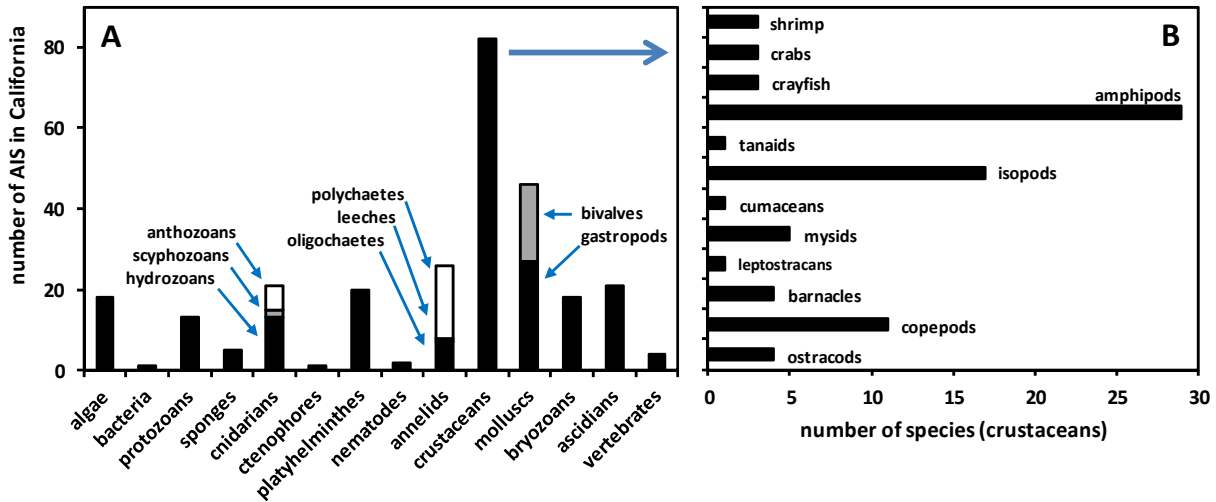 A
number of AIS in California
80
60
40
20
0
anthozoans
scyphozoans
hydrozoans
polychaetes
leeches
oligochaetes
bivalves
gastropods
algae
bacteria
protozoans
sponges
cnidarians
ctenophores
platyhelminthes
nematodes
annelids
crustaceans
molluscs
bryozoans
ascidians
vertebrates
B
shrimp
crabs
crayfish
amphipods
tanaids
isopods
cumaceans
mysids
leptostracans
barnacles
copepods
ostracods
0 5 10 15 20 25 30
number of species (crustaceans)